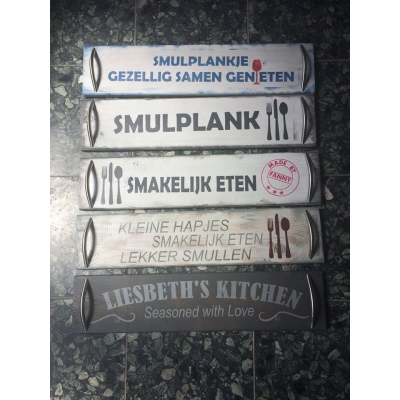 SMULPLANKJE
GEZELLIG SAMEN GENIETEN
SMULPLANK
SMAKELIJK ETEN
MADE BY
FANNY
KLEINE HAPJES
SMAKELIJK ETEN
LEKKER SMULLEN
LIESBETH'S KITCHEN
Seasoned with Love